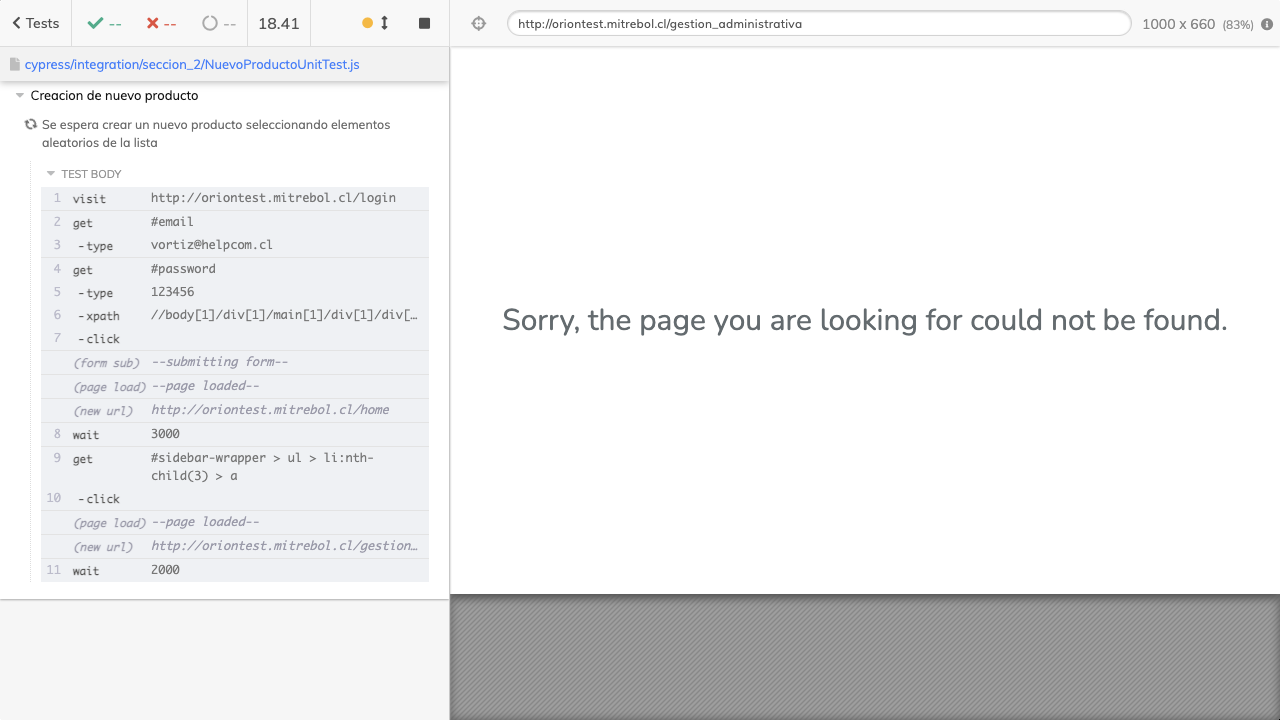 Tests -- -- -- 18.41 http://oriontest.mitrebol.cl/gestion_administrativa 1000 x 660 (83%)
cypress/integration/seccion_2/NuevoProductoUnitTest.js
Creacion de nuevo producto
Se espera crear un nuevo producto seleccionando elementos
aleatorios de la lista
TEST BODY
1 visit http://oriontest.mitrebol.cl/login
2 get #email
3 -type vortiz@helpcom.cl
4 get #password
5 -type 123456
6 -xpath //body[1]/div[1]/main[1]/div[1]/div[…
7 -click
(form sub) --submitting form--
(page load) --page loaded--
(new url) http://oriontest.mitrebol.cl/home
8 wait 3000
9 get #sidebar-wrapper > ul > li:nth-
child(3) > a
10 -click
(page load) --page loaded--
(new url) http://oriontest.mitrebol.cl/gestion…
11 wait 2000
Sorry, the page you are looking for could not be found.